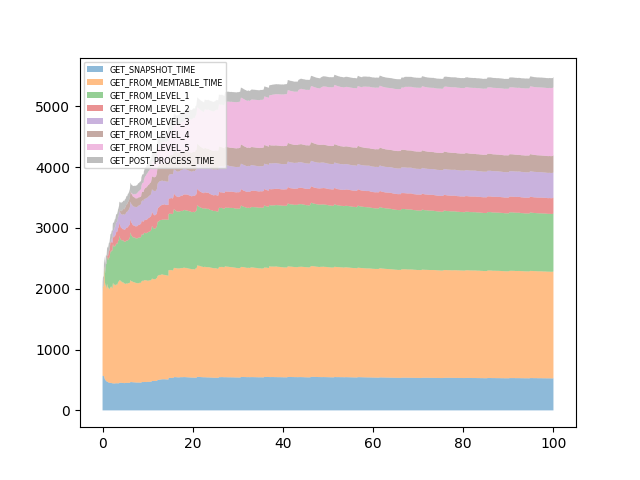 GET_SNAPSHOT_TIME
GET_FROM_MEMTABLE_TIME
GET_FROM_LEVEL_1
GET_FROM_LEVEL_2
GET_FROM_LEVEL_3
GET_FROM_LEVEL_4
GET_FROM_LEVEL_5
GET_POST_PROCESS_TIME
5000
4000
3000
2000
1000
0
0 20 40 60 80 100